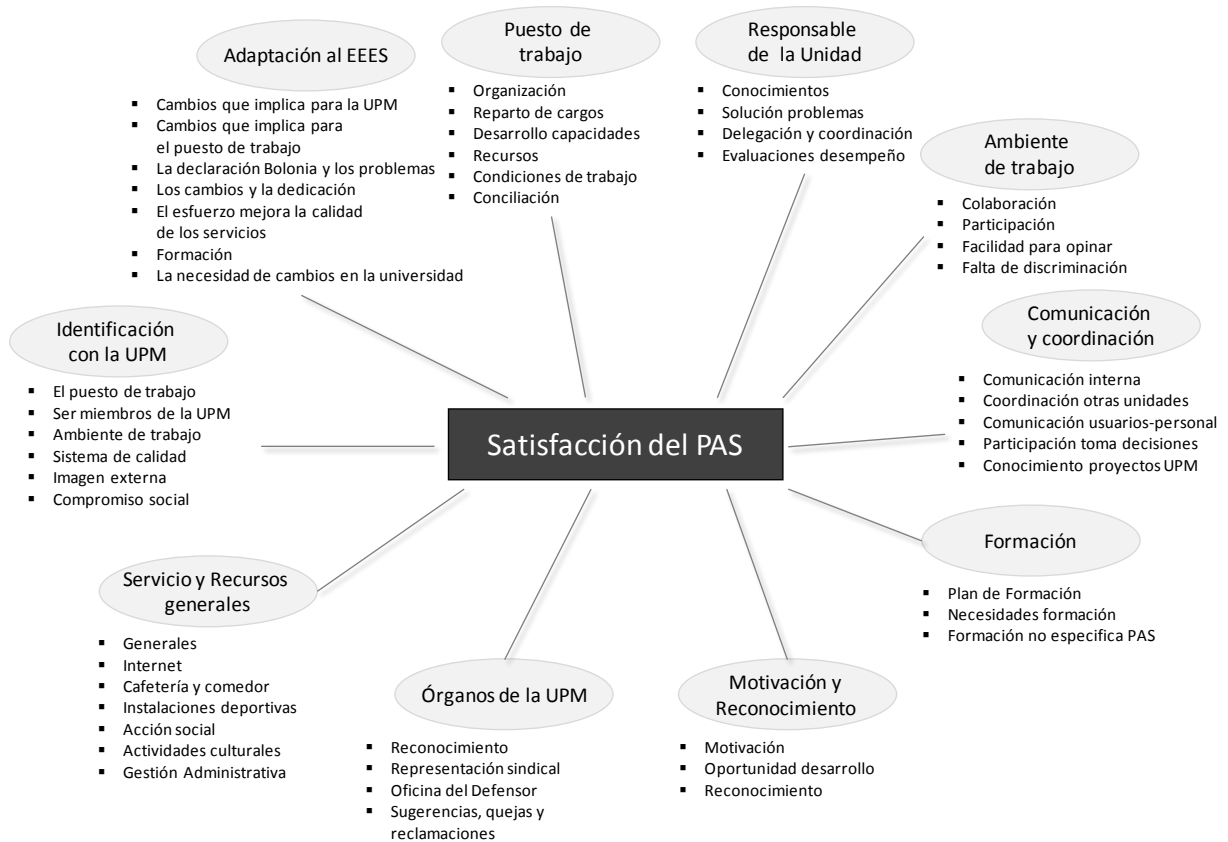 Adaptación al EEES
▪ Cambios que implica para la UPM
▪ Cambios que implica para
el puesto de trabajo
▪ La declaración Bolonia y los problemas
▪ Los cambios y la dedicación
▪ El esfuerzo mejora la calidad
de los servicios
▪ Formación
▪ La necesidad de cambios en la universidad
Puesto de
trabajo
▪ Organización
▪ Reparto de cargos
▪ Desarrollo capacidades
▪ Recursos
▪ Condiciones de trabajo
▪ Conciliación
Responsable
de la Unidad
▪ Conocimientos
▪ Solución problemas
▪ Delegación y coordinación
▪ Evaluaciones desempeño
Ambiente
de trabajo
▪ Colaboración
▪ Participación
▪ Facilidad para opinar
▪ Falta de discriminación
Identificación
con la UPM
▪ El puesto de trabajo
▪ Ser miembros de la UPM
▪ Ambiente de trabajo
▪ Sistema de calidad
▪ Imagen externa
▪ Compromiso social
Satisfacción del PAS
Comunicación
y coordinación
▪ Comunicación interna
▪ Coordinación otras unidades
▪ Comunicación usuarios-personal
▪ Participación toma decisiones
▪ Conocimiento proyectos UPM
Servicio y Recursos
generales
▪ Generales
▪ Internet
▪ Cafetería y comedor
▪ Instalaciones deportivas
▪ Acción social
▪ Actividades culturales
▪ Gestión Administrativa
Órganos de la UPM
▪ Reconocimiento
▪ Representación sindical
▪ Oficina del Defensor
▪ Sugerencias, quejas y
reclamaciones
Motivación y
Reconocimiento
▪ Motivación
▪ Oportunidad desarrollo
▪ Reconocimiento
Formación
▪ Plan de Formación
▪ Necesidades formación
▪ Formación no especifica PAS